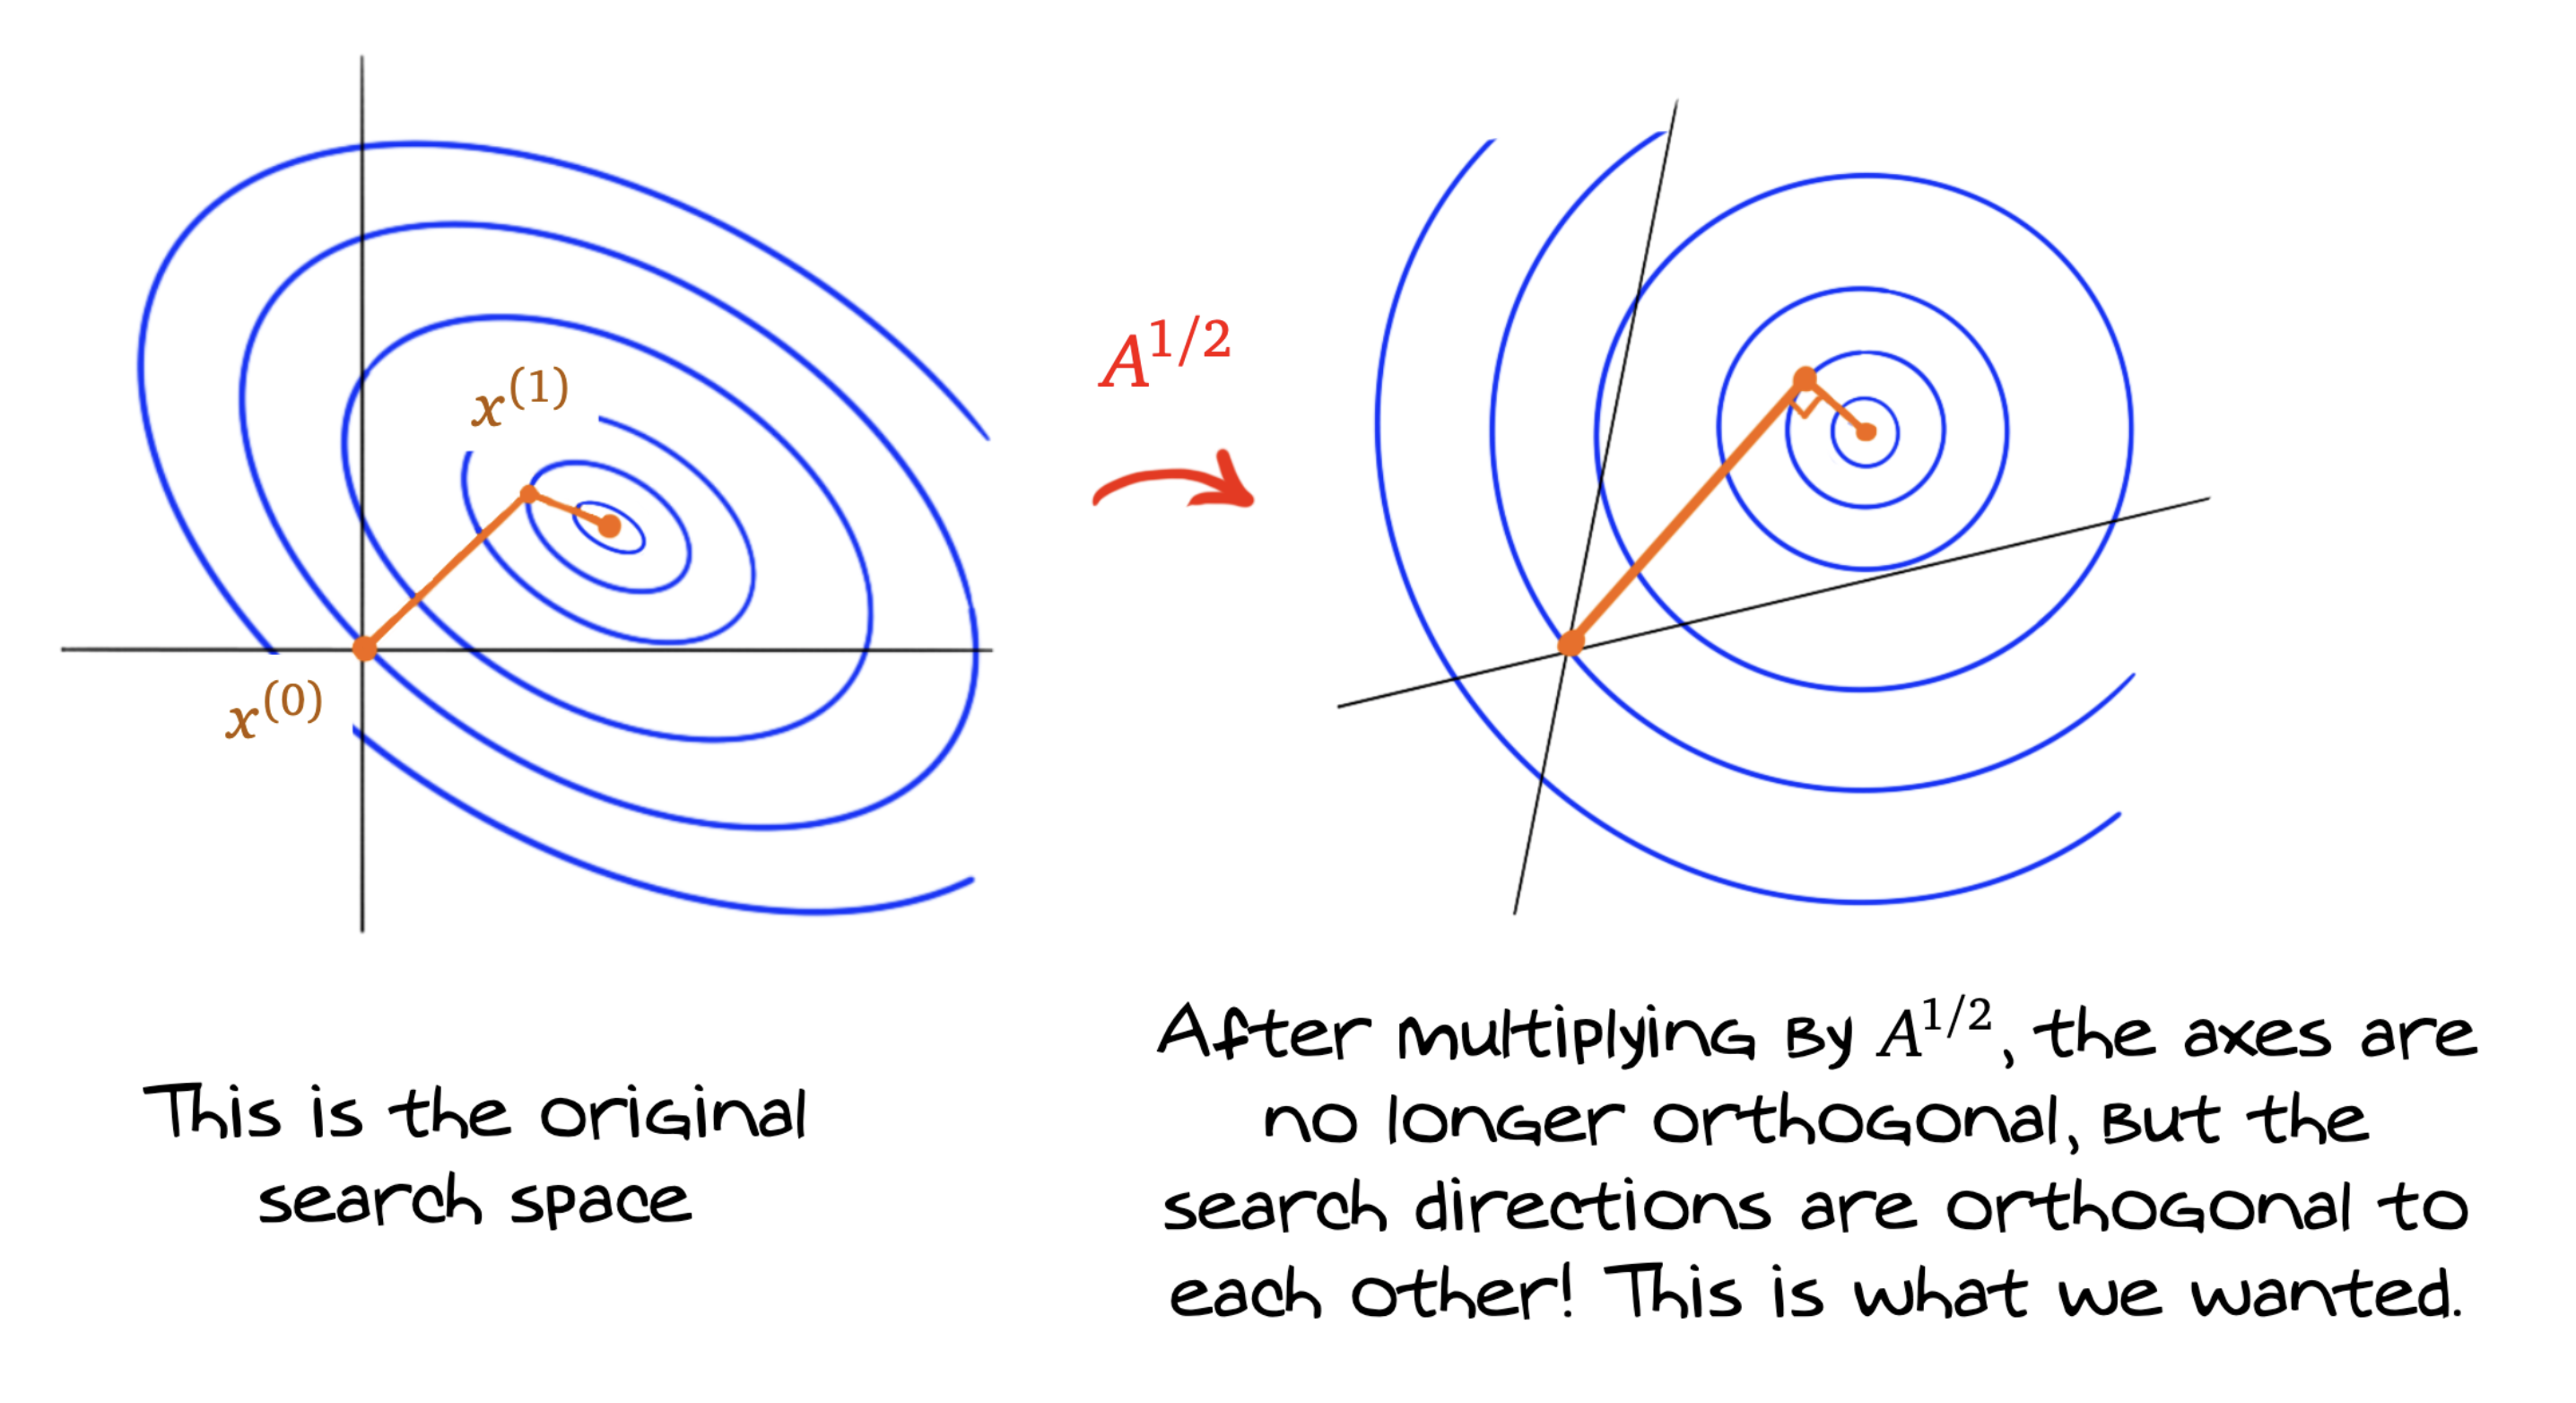 x^(1)
x^(0)
A^1/2
This is the original
search space
After multiplying by A^1/2, the axes are
no longer orthogonal, but the
search directions are orthogonal to
each other! This is what we wanted.